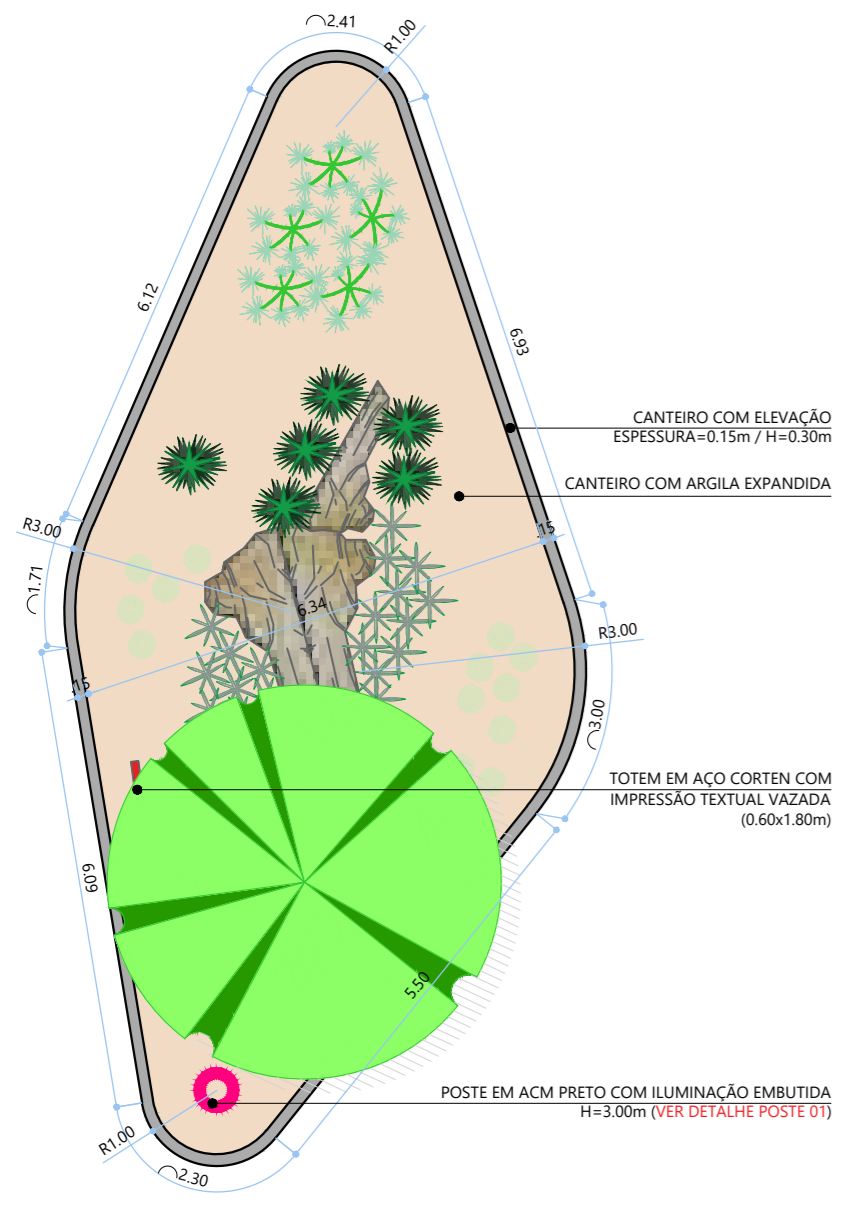 ⌒2.41
R1.00
6.12
6.93
CANTEIRO COM ELEVAÇÃO
ESPESSURA=0.15m / H=0.30m
CANTEIRO COM ARGILA EXPANDIDA
R3.00
.15
⌒1.71
6.34
R3.00
.15
⌒3.00
TOTEM EM AÇO CORTEN COM
IMPRESSÃO TEXTUAL VAZADA
(0.60x1.80m)
6.09
5.50
POSTE EM ACM PRETO COM ILUMINAÇÃO EMBUTIDA
H=3.00m (VER DETALHE POSTE 01)
R1.00
⌒2.30